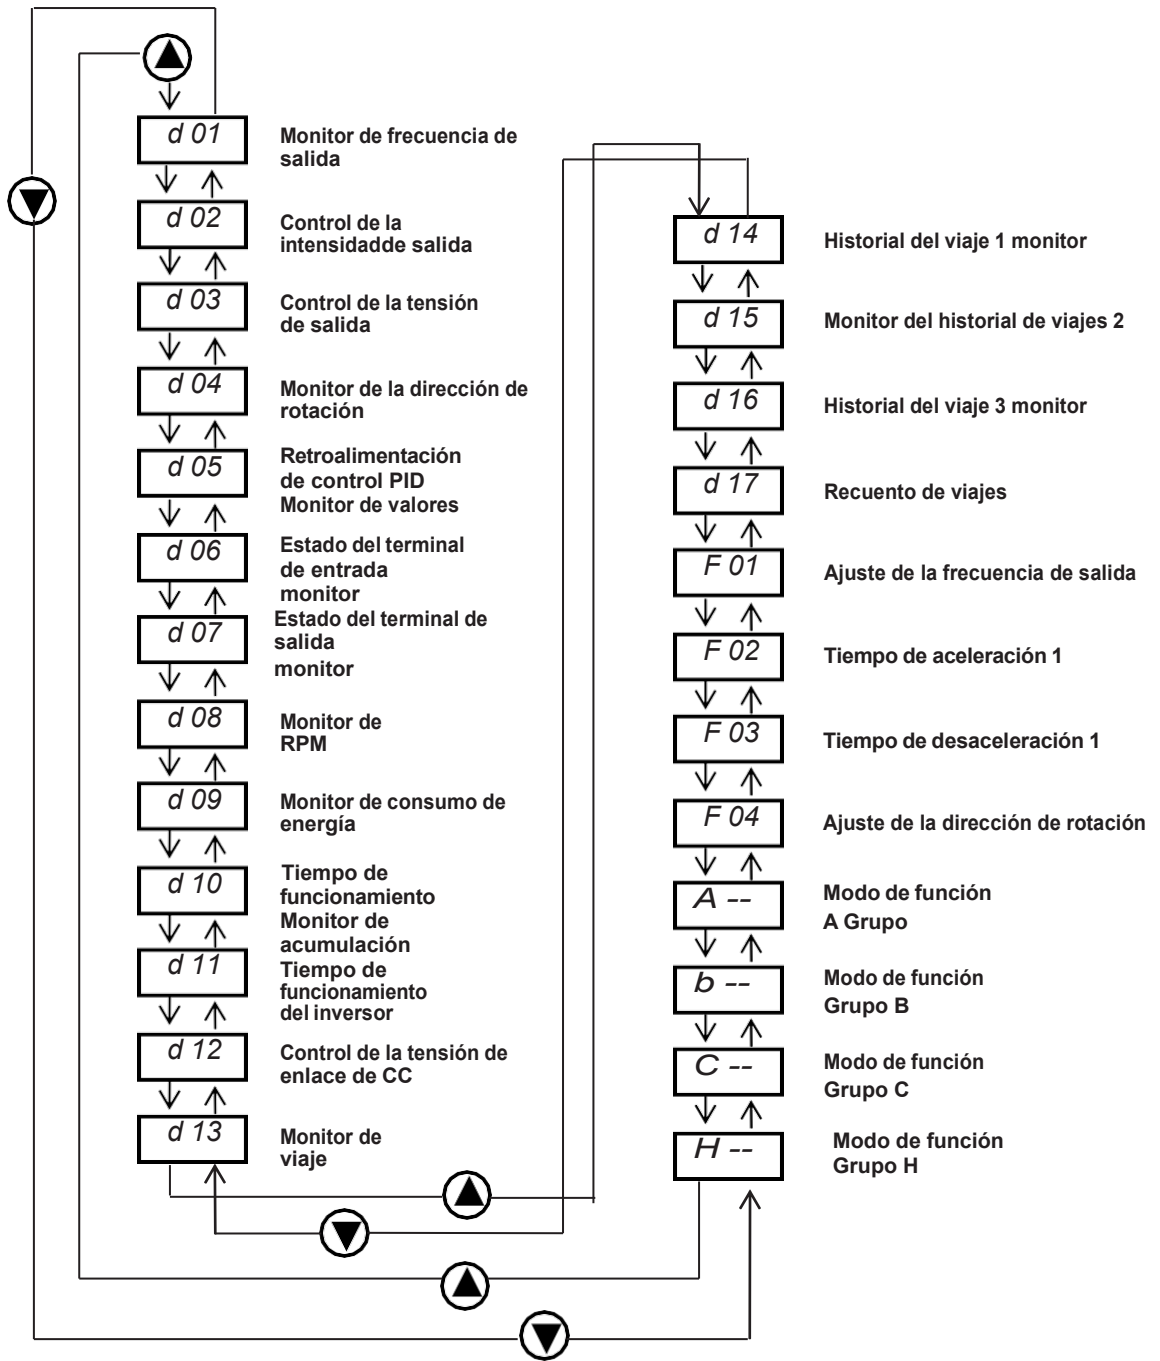 d 01
Monitor de frecuencia de
salida
d 02
Control de la
intensidadde salida
d 03
Control de la tensión
de salida
d 04
Monitor de la dirección de
rotación
d 05
Retroalimentación
de control PID
Monitor de valores
d 06
Estado del terminal
de entrada
monitor
d 07
Estado del terminal de
salida
monitor
d 08
Monitor de
RPM
d 09
Monitor de consumo de
energía
d 10
Tiempo de
funcionamiento
Monitor de
acumulación
d 11
Tiempo de
funcionamiento
del inversor
d 12
Control de la tensión de
enlace de CC
d 13
Monitor de
viaje
d 14
Historial del viaje 1 monitor
d 15
Monitor del historial de viajes 2
d 16
Historial del viaje 3 monitor
d 17
Recuento de viajes
F 01
Ajuste de la frecuencia de salida
F 02
Tiempo de aceleración 1
F 03
Tiempo de desaceleración 1
F 04
Ajuste de la dirección de rotación
A --
Modo de función
A Grupo
b --
Modo de función
Grupo B
C --
Modo de función
Grupo C
H --
Modo de función
Grupo H